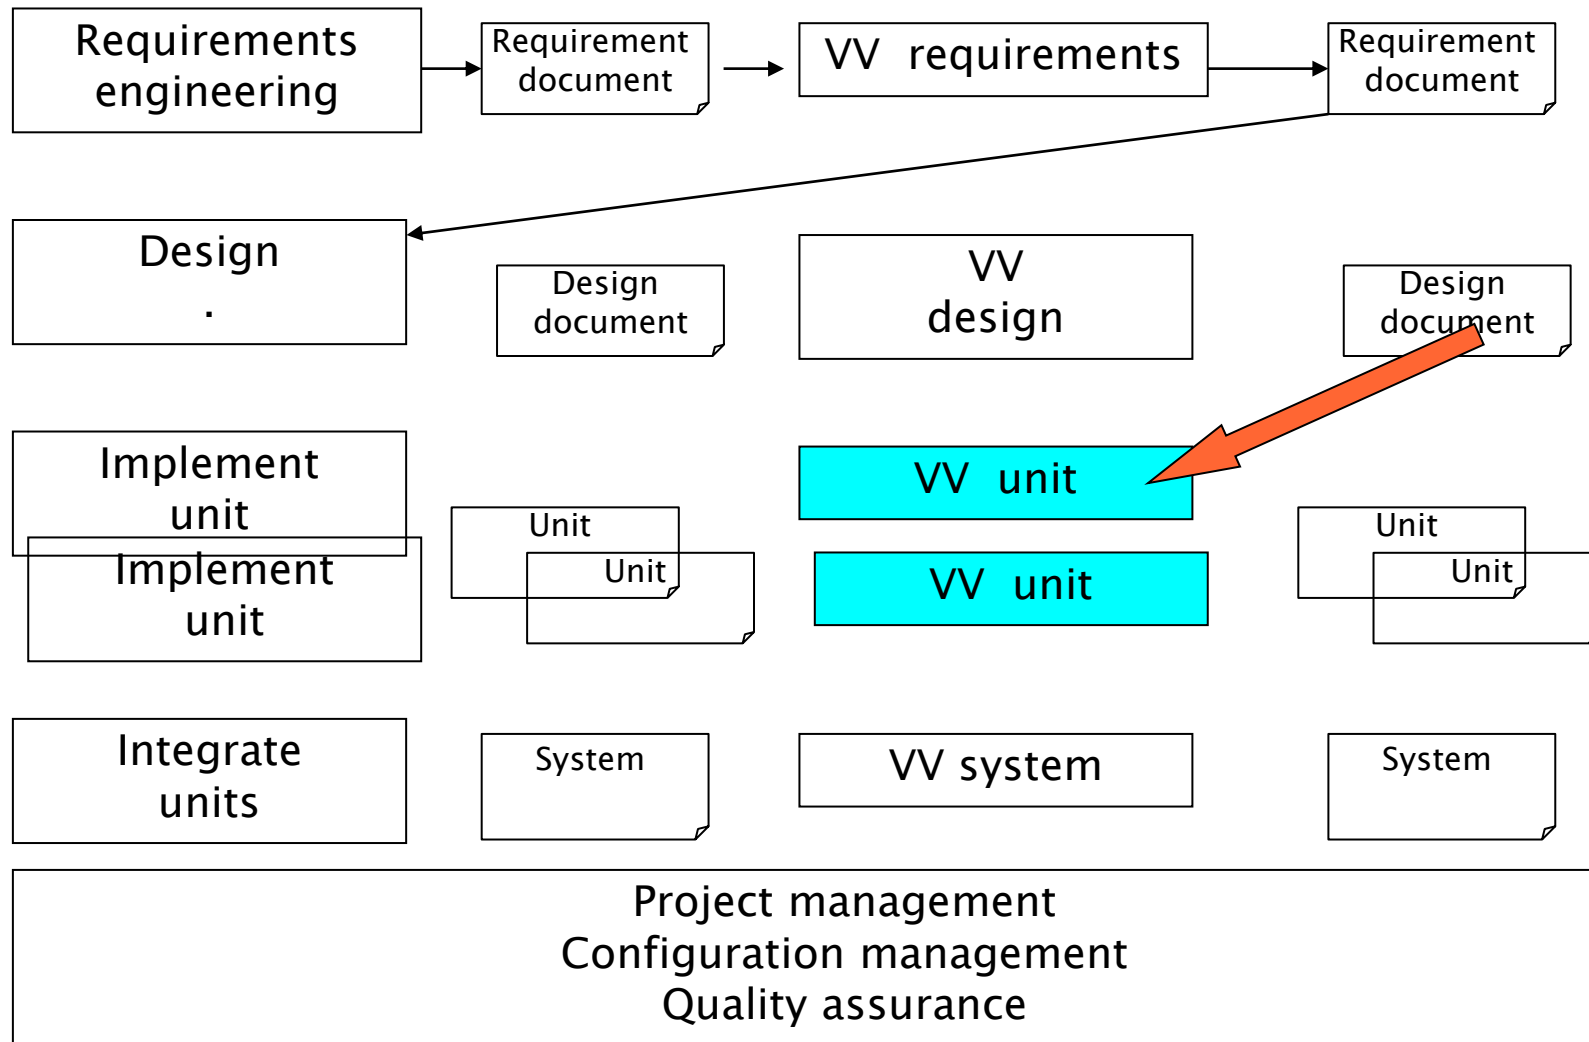 Requirements
engineering
Requirement
document
VV requirements
Requirement
document
Design
.
Design
document
VV
design
Design
document
Implement
unit
Unit
VV unit
Unit
Implement
unit
Unit
VV unit
Unit
Integrate
units
System
VV system
System
Project management
Configuration management
Quality assurance